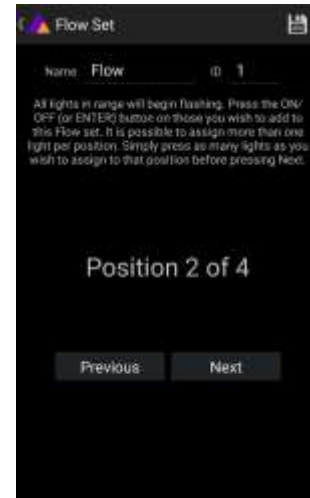 Flow Set
Name Flow ID 1
All lights in range will begin flashing. Press the ON/
OFF (or ENTER) button on those you wish to add to
this Flow set. It is possible to assign more than one
light per position. Simply press as many lights as you
wish to assign to that position before pressing Next.
Position 2 of 4
Previous Next